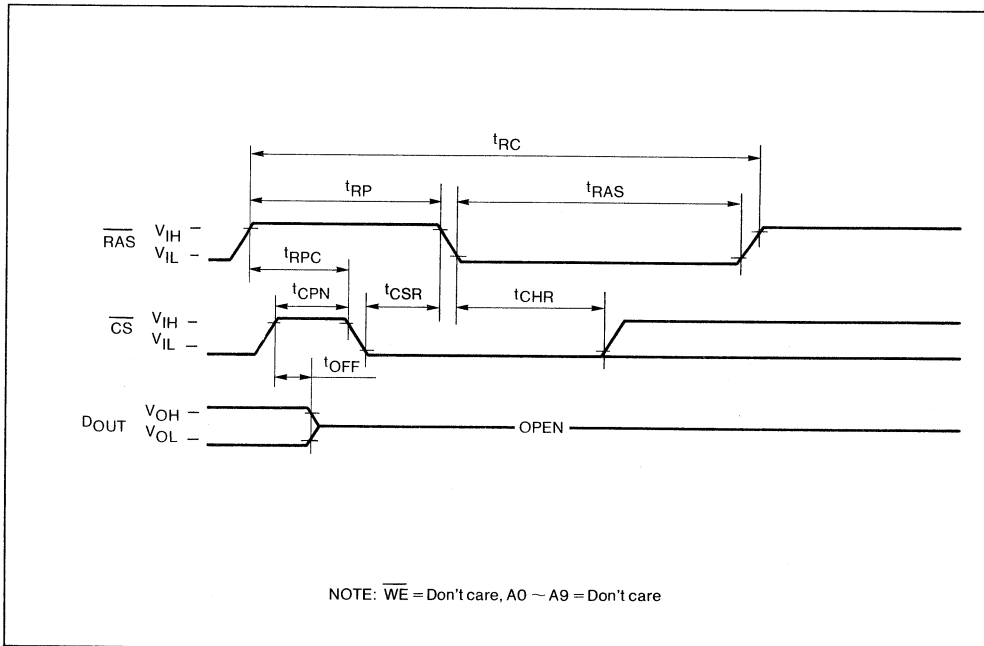 tRC
tRP
tRAS
RAS
VIH
VIL
tRPC
tCPN
tCSR
tCHR
CS
VIH
VIL
tOFF
DOUT
VOH
VOL
OPEN
NOTE: WE = Don't care, A0 ~ A9 = Don't care